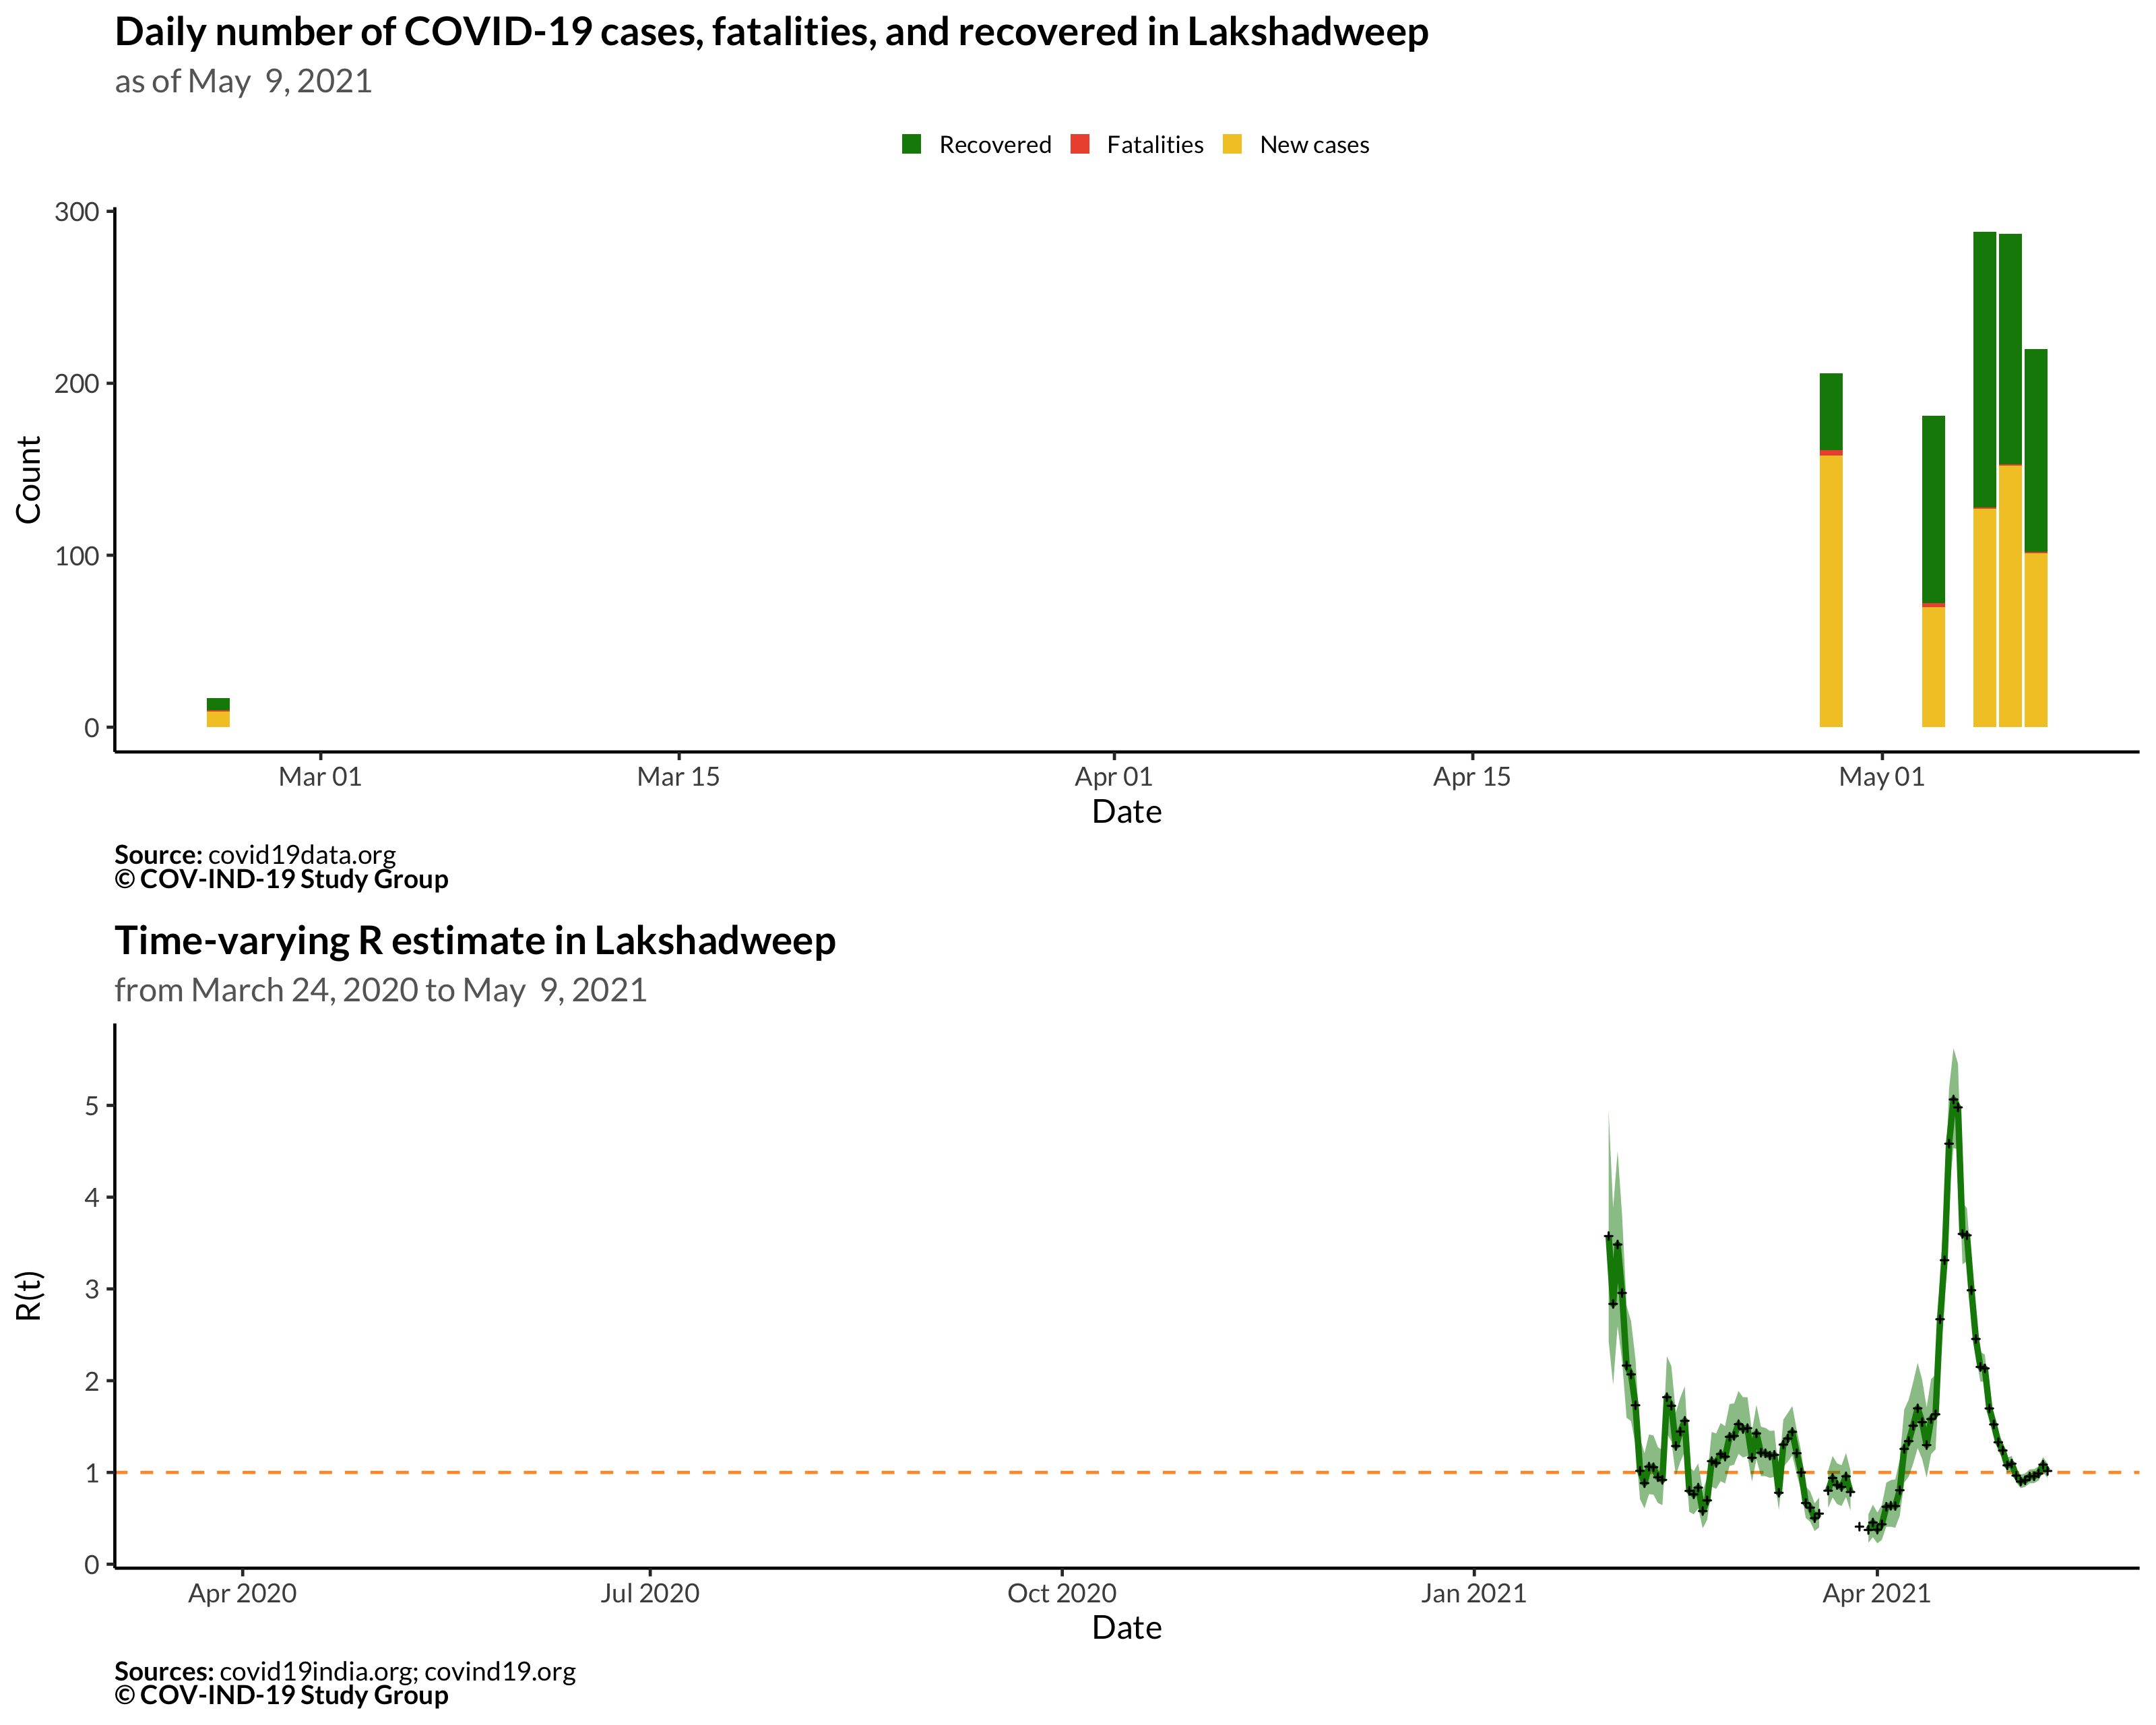 Daily number of COVID-19 cases, fatalities, and recovered in Lakshadweep
as of May  9, 2021
Recovered Fatalities New cases
300
200
100
0
Count
Mar 01 Mar 15 Apr 01 Apr 15 May 01
Date
Source: covid19data.org
© COV-IND-19 Study Group
Time-varying R estimate in Lakshadweep
from March 24, 2020 to May  9, 2021
5
4
3
2
1
0
R(t)
Apr 2020 Jul 2020 Oct 2020 Jan 2021 Apr 2021
Date
Sources: covid19india.org; covind19.org
© COV-IND-19 Study Group